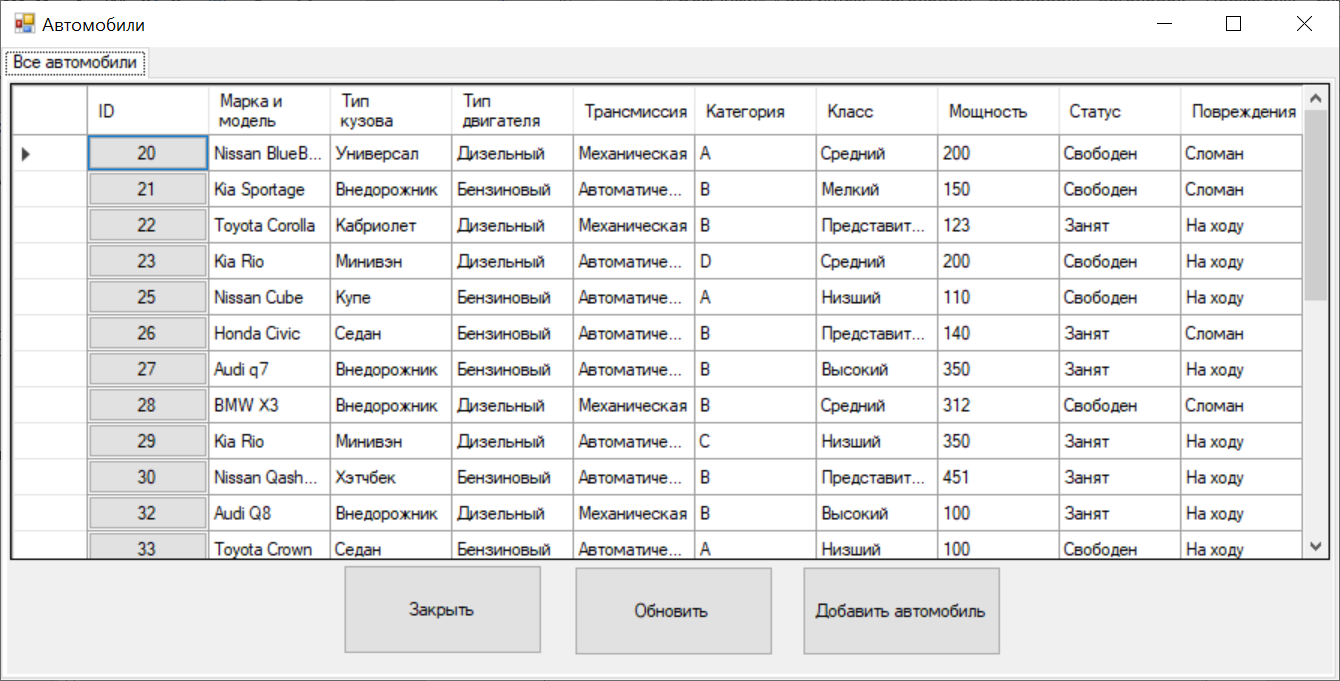 Автомобили
Все автомобили
ID Марка и модель Тип кузова Тип двигателя Трансмиссия Категория Класс Мощность Статус Повреждения
20 Nissan BlueB... Универсал Дизельный Механическая A Средний 200 Свободен Сломан
21 Kia Sportage Внедорожник Бензиновый Автоматиче... B Мелкий 150 Свободен Сломан
22 Toyota Corolla Кабриолет Дизельный Механическая B Представит... 123 Занят На ходу
23 Kia Rio Минивэн Дизельный Автоматиче... D Средний 200 Свободен На ходу
25 Nissan Cube Купе Бензиновый Автоматиче... A Низший 110 Свободен На ходу
26 Honda Civic Седан Бензиновый Автоматиче... B Представит... 140 Занят Сломан
27 Audi q7 Внедорожник Бензиновый Автоматиче... B Высокий 350 Занят На ходу
28 BMW X3 Внедорожник Дизельный Механическая B Средний 312 Свободен Сломан
29 Kia Rio Минивэн Дизельный Автоматиче... C Низший 350 Занят На ходу
30 Nissan Qash... Хэтчбек Бензиновый Автоматиче... B Представит... 451 Занят На ходу
32 Audi Q8 Внедорожник Дизельный Механическая B Высокий 100 Занят На ходу
33 Toyota Crown Седан Бензиновый Автоматиче... A Низший 100 Свободен На ходу
Закрыть Обновить Добавить автомобиль